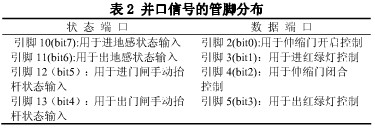 表 2 并口信号的管脚分布
状 态 端 口
数 据 端 口
引脚 10(bit7):用于进地感状态输入
引脚 2(bit0):用于伸缩门开启控制
引脚 11(bit6):用于出地感状态输入
引脚 3(bit1)：用于进红绿灯控制
引脚 12（bit5）：用于进门闸手动抬
引脚 4(bit2)：用于伸缩门闭合
杆状态输入
控制
引脚 13（bit4）：用于出门闸手动抬
引脚 5(bit3)：用于出红绿灯控制
杆状态输入